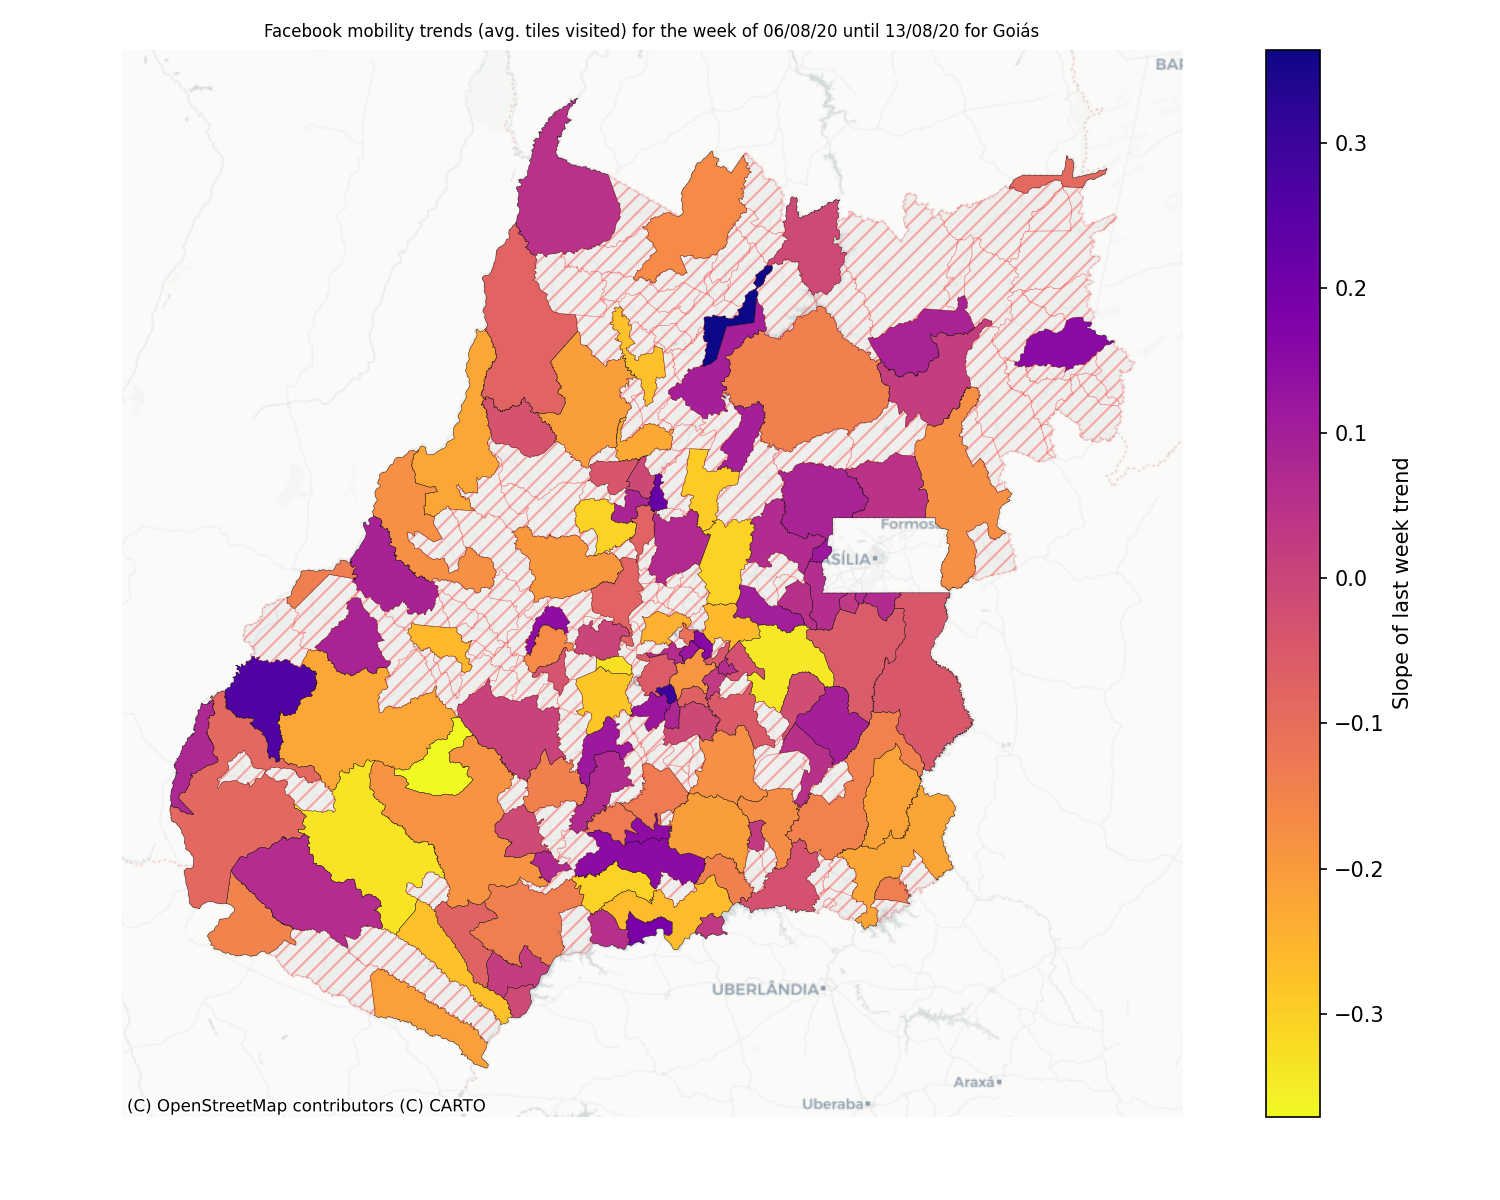 Facebook mobility trends (avg. tiles visited) for the week of 06/08/20 until 13/08/20 for Goiás
BAR
Formos
ASÍLIA
UBERLÂNDIA
Araxá
Uberaba
(C) OpenStreetMap contributors (C) CARTO
0.3
0.2
0.1
0.0
−0.1
−0.2
−0.3
Slope of last week trend